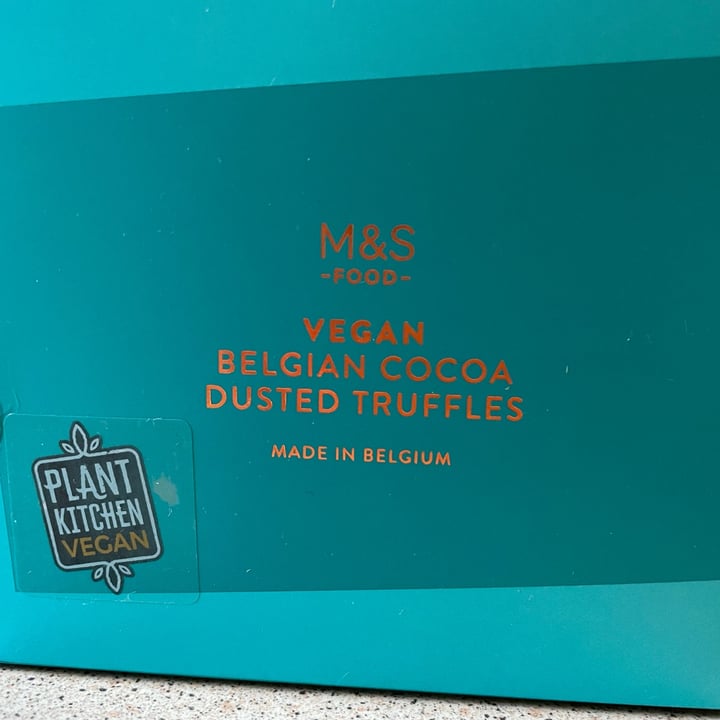 M&S
-FOOD-
VEGAN
BELGIAN COCOA
DUSTED TRUFFLES
MADE IN BELGIUM
PLANT
KITCHEN
VEGAN